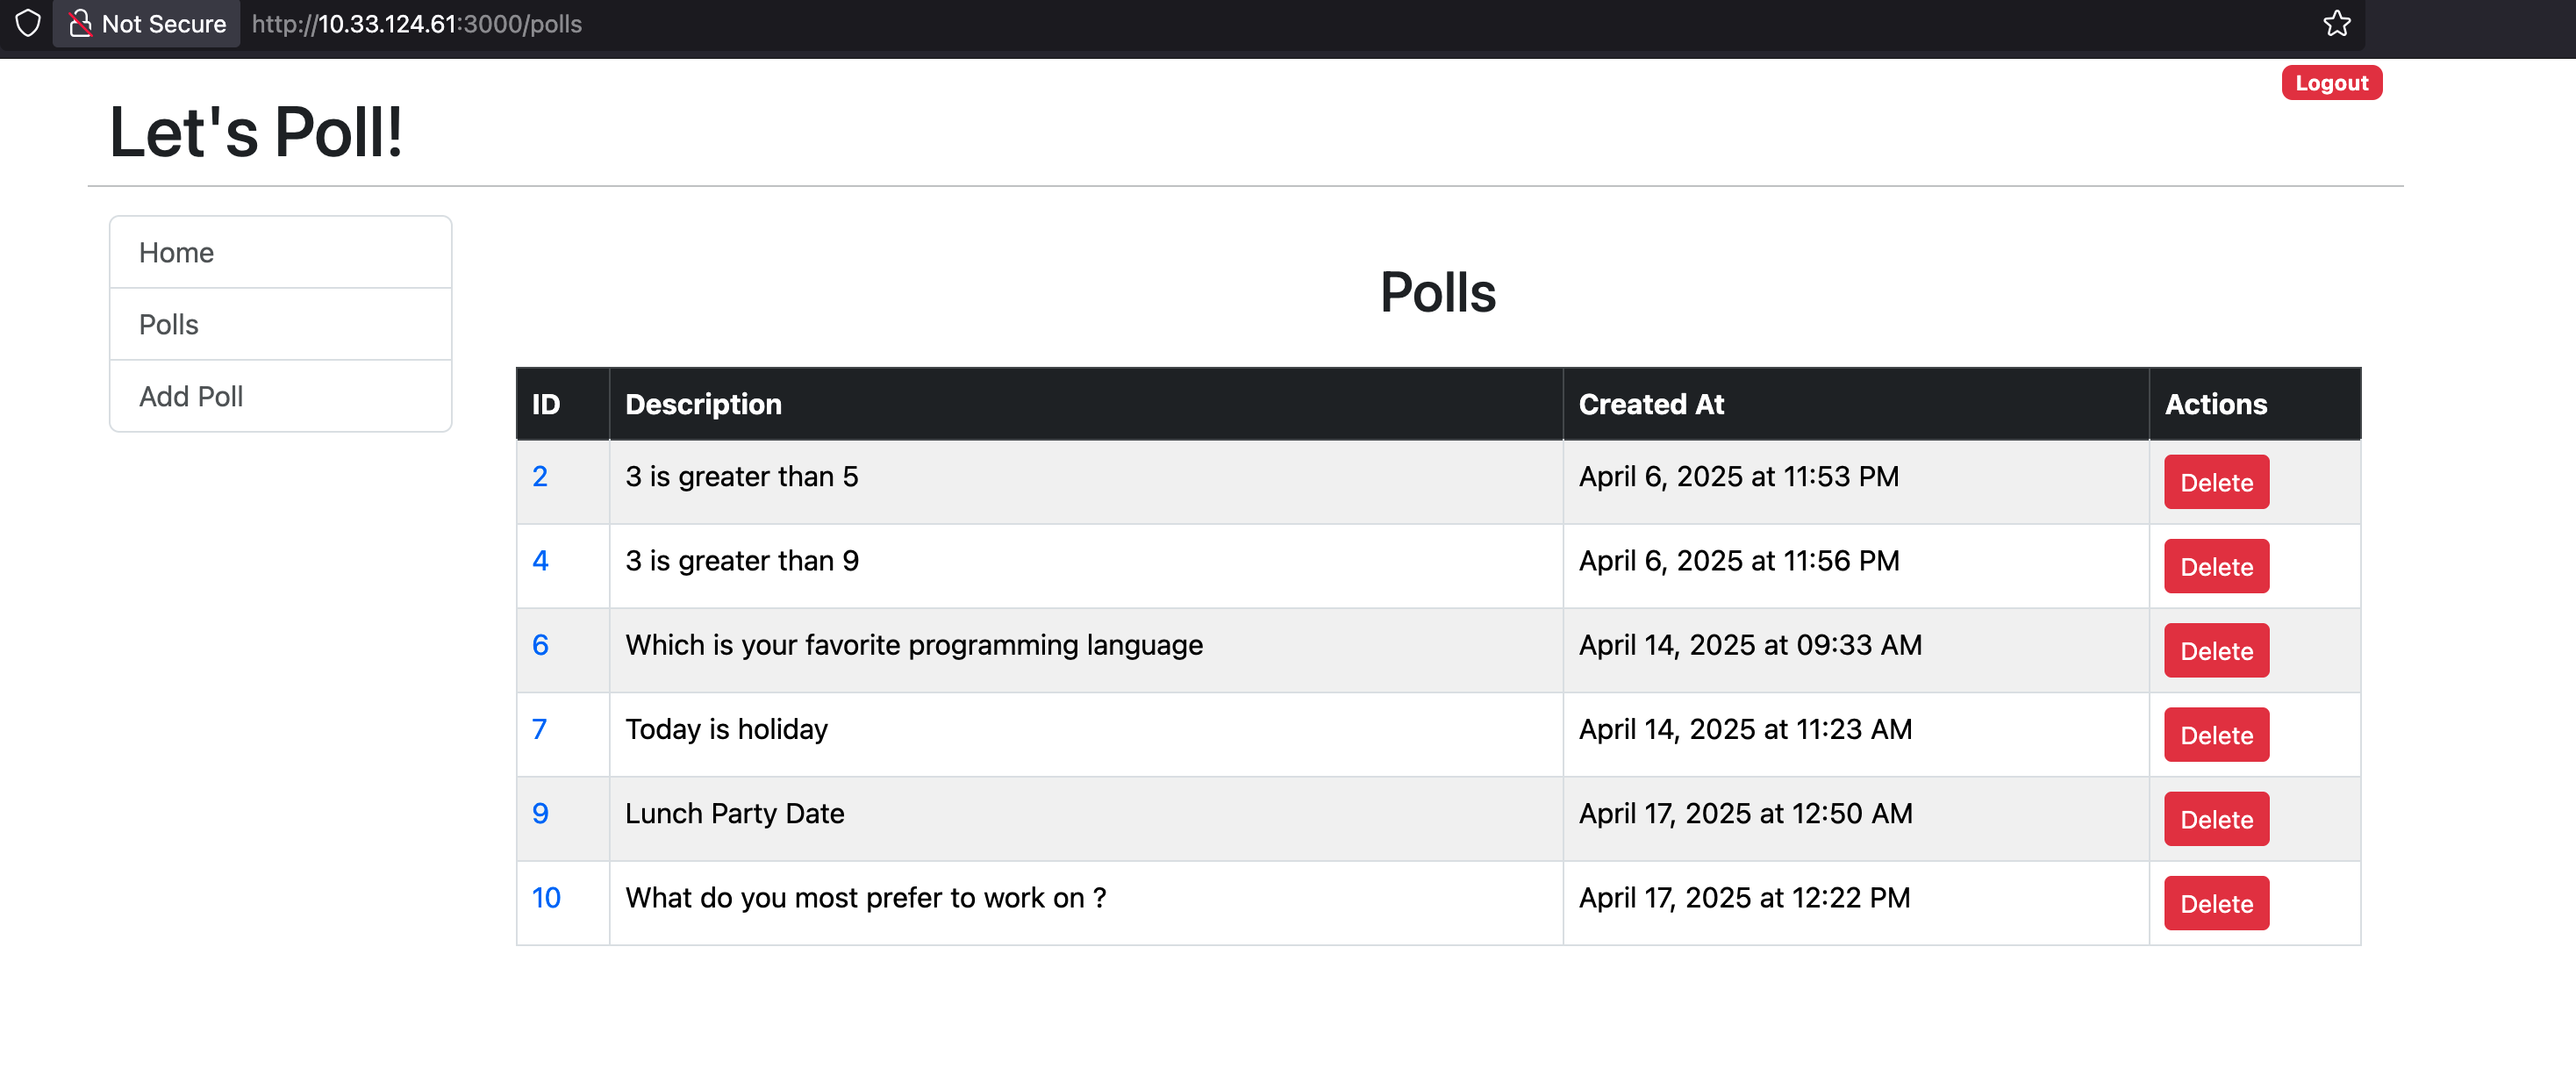 Not Secure http://10.33.124.61:3000/polls
Logout
Let's Poll!
Home
Polls
Add Poll
Polls
ID Description Created At Actions
2 3 is greater than 5 April 6, 2025 at 11:53 PM Delete
4 3 is greater than 9 April 6, 2025 at 11:56 PM Delete
6 Which is your favorite programming language April 14, 2025 at 09:33 AM Delete
7 Today is holiday April 14, 2025 at 11:23 AM Delete
9 Lunch Party Date April 17, 2025 at 12:50 AM Delete
10 What do you most prefer to work on ? April 17, 2025 at 12:22 PM Delete